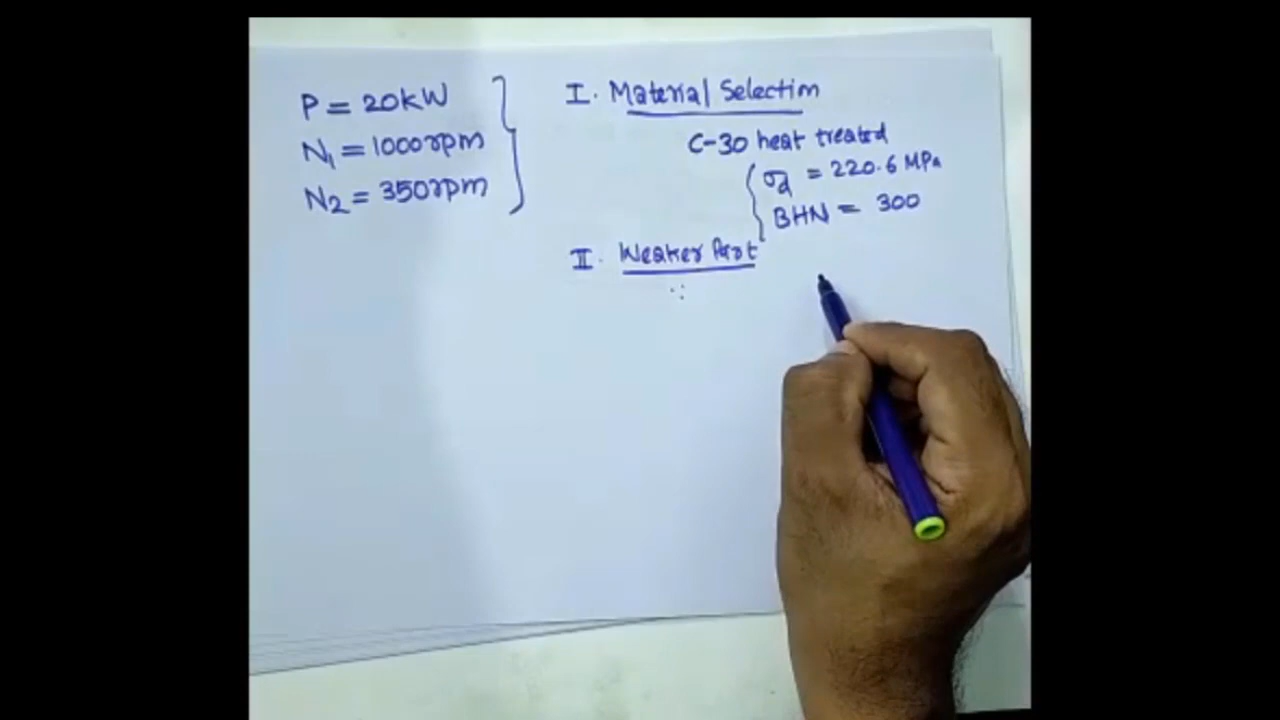 P = 20kW
N1 = 1000rpm
N2 = 350rpm
I. Material Selection
C-30 heat treated
σd = 220.6 MPa
BHN = 300
II. Weaker Part
∵